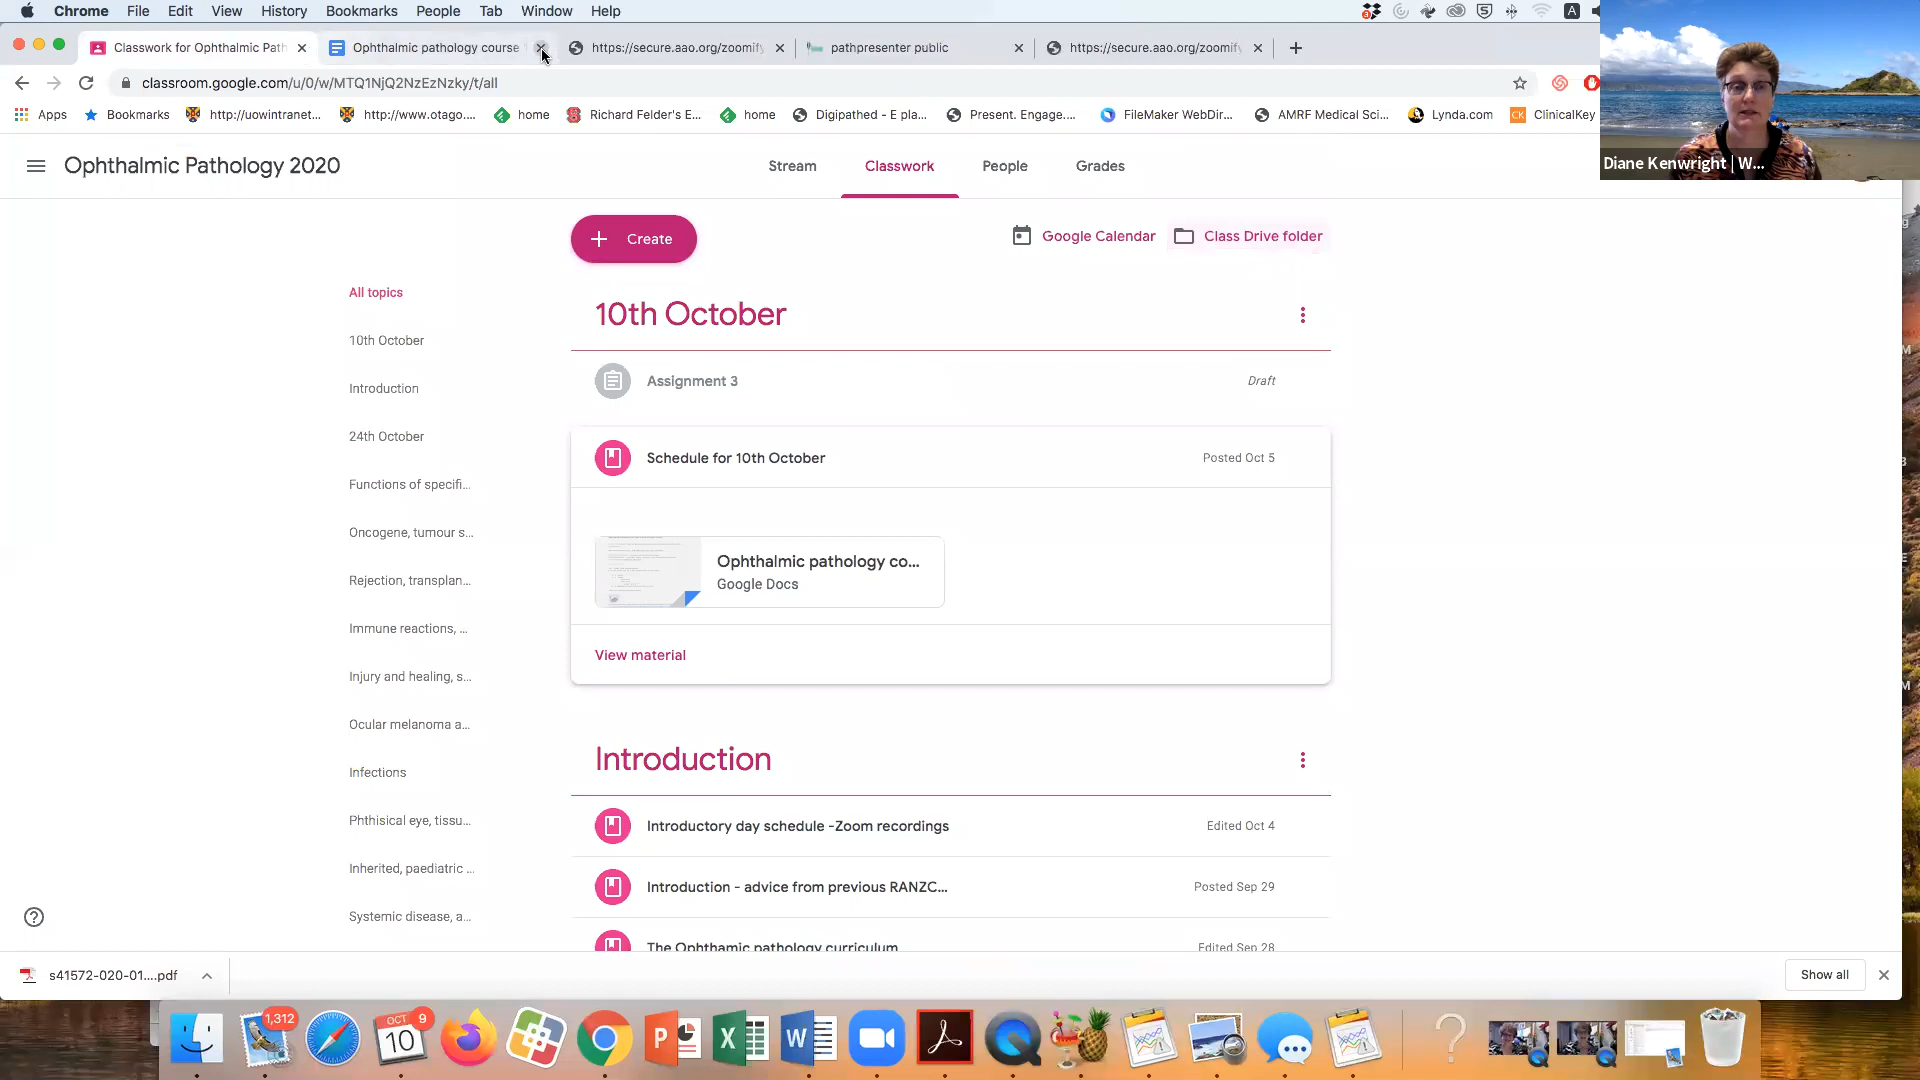 Chrome File Edit View History Bookmarks People Tab Window Help
Classwork for Ophthalmic Path
Ophthalmic pathology course
https://secure.aao.org/zoomify
pathpresenter public
https://secure.aao.org/zoomify
classroom.google.com/u/0/w/MTQ1NjQ2NzEzNzky/t/all
Apps Bookmarks http://uowintranet... http://www.otago.... home Richard Felder's E... home Digipathed - E pla... Present. Engage.... FileMaker WebDir... AMRF Medical Sci... Lynda.com ClinicalKey
Diane Kenwright | W...
Ophthalmic Pathology 2020
Stream Classwork People Grades
Create
Google Calendar
Class Drive folder
All topics
10th October
Introduction
24th October
Functions of specifi...
Oncogene, tumour s...
Rejection, transplan...
Immune reactions, ...
Injury and healing, s...
Ocular melanoma a...
Infections
Phthisical eye, tissu...
Inherited, paediatric ...
Systemic disease, a...
10th October
Assignment 3 Draft
Schedule for 10th October Posted Oct 5
Ophthalmic pathology co...
Google Docs
View material
Introduction
Introductory day schedule -Zoom recordings Edited Oct 4
Introduction - advice from previous RANZC... Posted Sep 29
The Ophthamic pathology curriculum Edited Sep 28
s41572-020-01....pdf
Show all
1,312
OCT 9
10